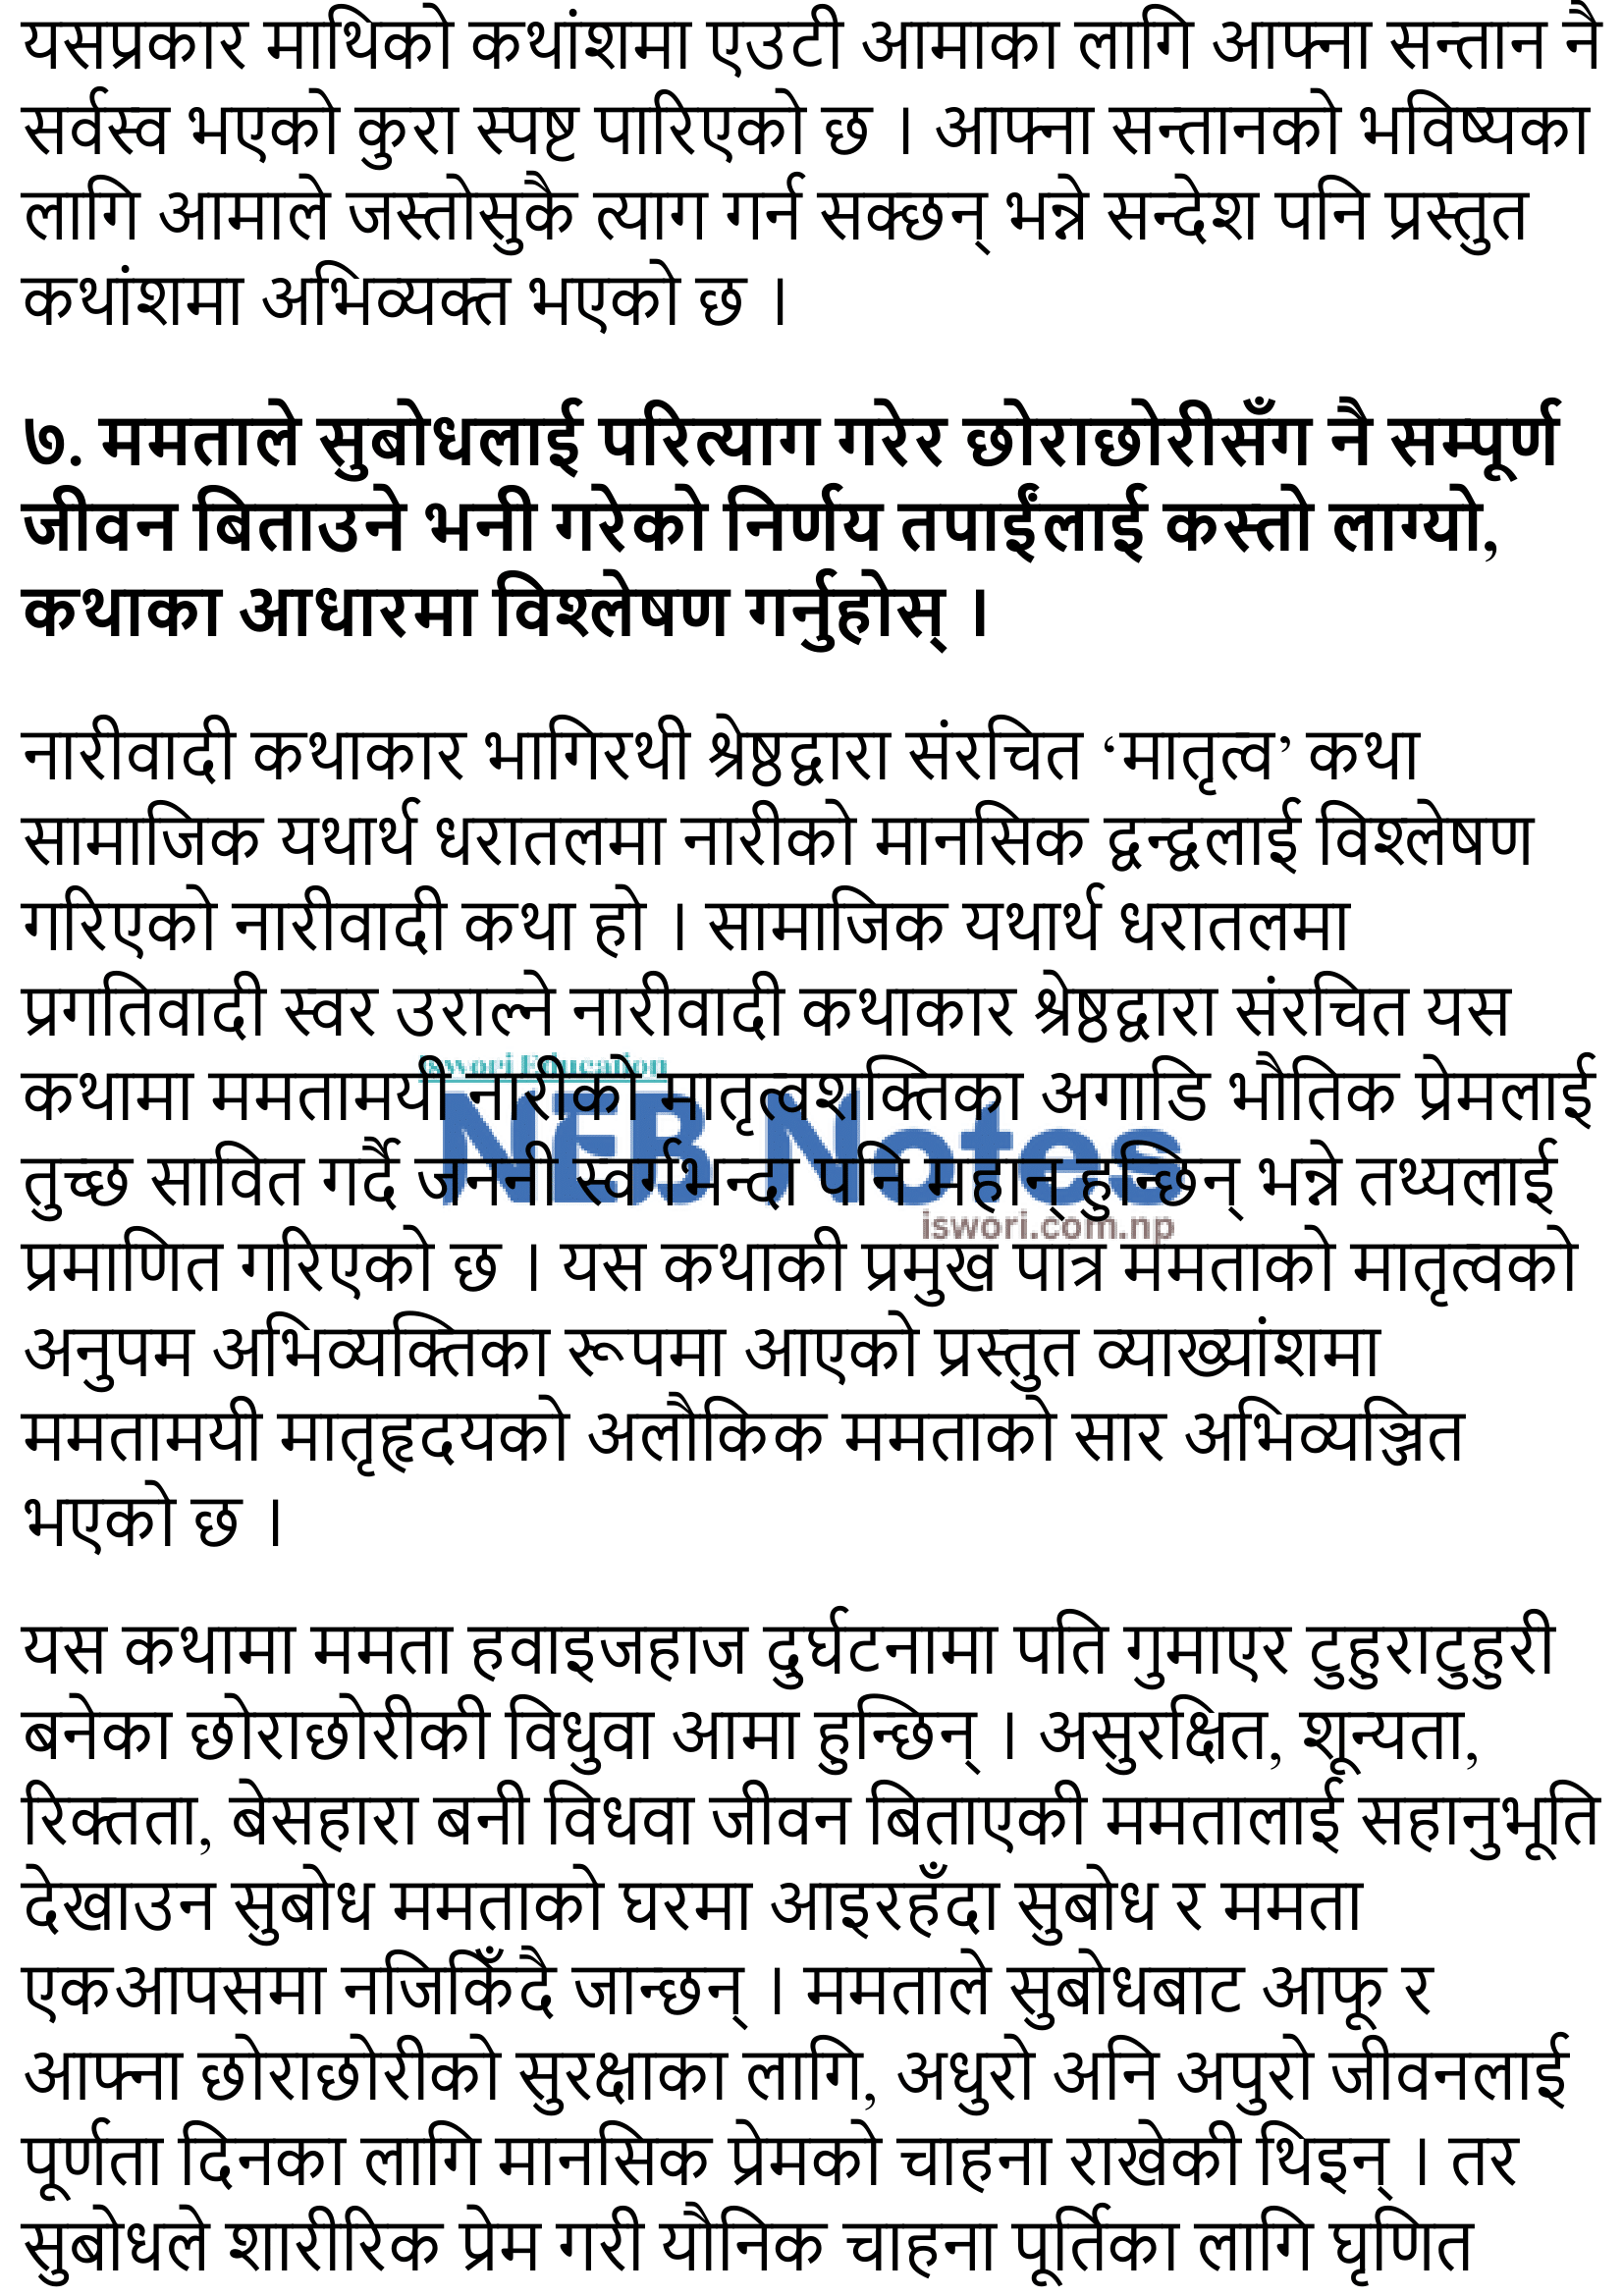 यसप्रकार माथिको कथांशमा एउटी आमाका लागि आफ्ना सन्तान नै
सर्वस्व भएको कुरा स्पष्ट पारिएको छ । आफ्ना सन्तानको भविष्यका
लागि आमाले जस्तोसुकै त्याग गर्न सक्छन् भन्ने सन्देश पनि प्रस्तुत
कथांशमा अभिव्यक्त भएको छ ।
७. ममताले सुबोधलाई परित्याग गरेर छोराछोरीसँग नै सम्पूर्ण
जीवन बिताउने भनी गरेको निर्णय तपाईंलाई कस्तो लाग्यो,
कथाका आधारमा विश्लेषण गर्नुहोस् ।
नारीवादी कथाकार भागिरथी श्रेष्ठद्वारा संरचित ‘मातृत्व’ कथा
सामाजिक यथार्थ धरातलमा नारीको मानसिक द्वन्द्वलाई विश्लेषण
गरिएको नारीवादी कथा हो । सामाजिक यथार्थ धरातलमा
प्रगतिवादी स्वर उराल्ने नारीवादी कथाकार श्रेष्ठद्वारा संरचित यस
Iswori Education
कथामा ममतामयी नारीको मातृत्वशक्तिका अगाडि भौतिक प्रेमलाई
NEB Notes
तुच्छ सावित गर्दै जननी स्वर्गभन्दा पनि महान् हुन्छिन् भन्ने तथ्यलाई
iswori.com.np
प्रमाणित गरिएको छ । यस कथाकी प्रमुख पात्र ममताको मातृत्वको
अनुपम अभिव्यक्तिका रूपमा आएको प्रस्तुत व्याख्यांशमा
ममतामयी मातृहृदयको अलौकिक ममताको सार अभिव्यञ्जित
भएको छ ।
यस कथामा ममता हवाइजहाज दुर्घटनामा पति गुमाएर टुहुराटुहुरी
बनेका छोराछोरीकी विधुवा आमा हुन्छिन् । असुरक्षित, शून्यता,
रिक्तता, बेसहारा बनी विधवा जीवन बिताएकी ममतालाई सहानुभूति
देखाउन सुबोध ममताको घरमा आइरहँदा सुबोध र ममता
एकआपसमा नजिकिँदै जान्छन् । ममताले सुबोधबाट आफू र
आफ्ना छोराछोरीको सुरक्षाका लागि, अधुरो अनि अपुरो जीवनलाई
पूर्णता दिनका लागि मानसिक प्रेमको चाहना राखेकी थिइन् । तर
सुबोधले शारीरिक प्रेम गरी यौनिक चाहना पूर्तिका लागि घृणित